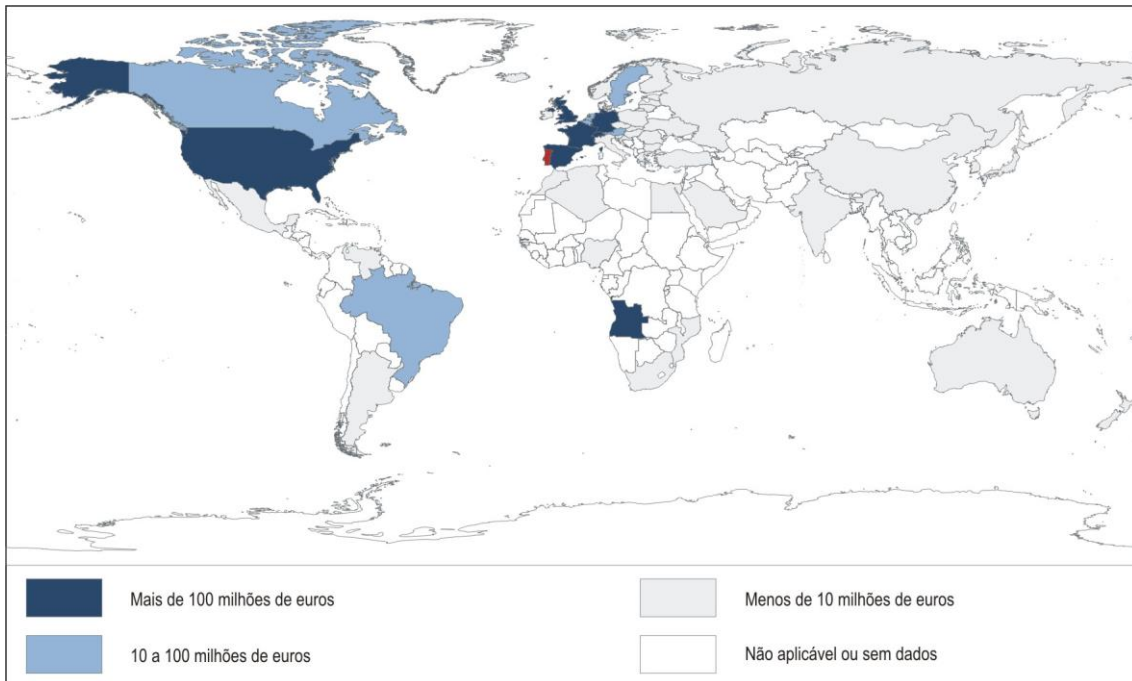 Mais de 100 milhões de euros
10 a 100 milhões de euros
Menos de 10 milhões de euros
Não aplicável ou sem dados